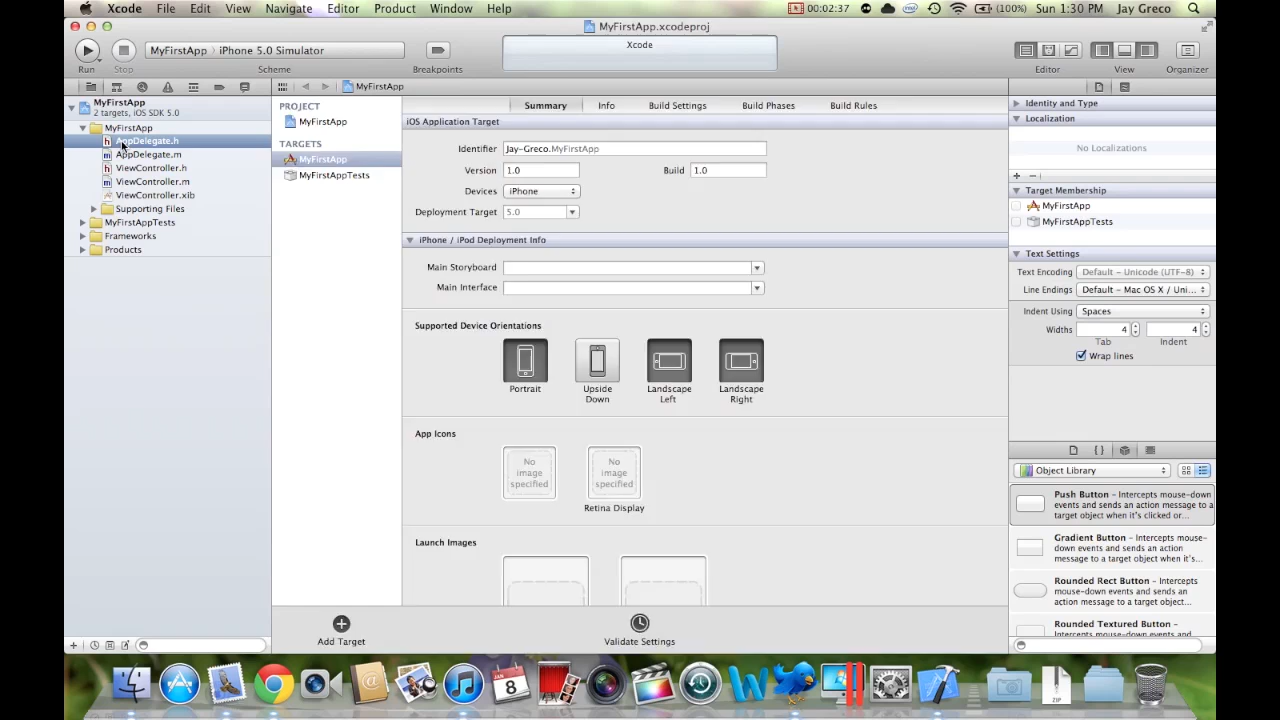 Xcode File Edit View Navigate Editor Product Window Help 00:02:37 (100%) Sun 1:30 PM Jay Greco
MyFirstApp.xcodeproj
MyFirstApp 〉 iPhone 5.0 Simulator
Xcode
Run Stop Scheme Breakpoints Editor View Organizer
MyFirstApp
2 targets, iOS SDK 5.0
MyFirstApp
AppDelegate.h
AppDelegate.m
ViewController.h
ViewController.m
ViewController.xib
Supporting Files
MyFirstAppTests
Frameworks
Products
MyFirstApp
PROJECT
MyFirstApp
TARGETS
MyFirstApp
MyFirstAppTests
Add Target
Summary Info Build Settings Build Phases Build Rules
iOS Application Target
Identifier Jay-Greco.MyFirstApp
Version 1.0 Build 1.0
Devices iPhone
Deployment Target 5.0
iPhone / iPod Deployment Info
Main Storyboard
Main Interface
Supported Device Orientations
Portrait
Upside
Down
Landscape
Left
Landscape
Right
App Icons
No
image
specified
No
image
specified
Retina Display
Launch Images
Validate Settings
Identity and Type
Localization
No Localizations
Target Membership
MyFirstApp
MyFirstAppTests
Text Settings
Text Encoding Default - Unicode (UTF-8)
Line Endings Default - Mac OS X / Uni...
Indent Using Spaces
Widths 4 4
Tab Indent
Wrap lines
{ }
Object Library
Push Button - Intercepts mouse-down
events and sends an action message to a
target object when it's clicked or...
Gradient Button - Intercepts mouse-
down events and sends an action
message to a target object when it's...
Rounded Rect Button - Intercepts
mouse-down events and sends an
action message to a target object...
Rounded Textured Button -
Intercepts mouse-down events and
JAN
8
ZIP